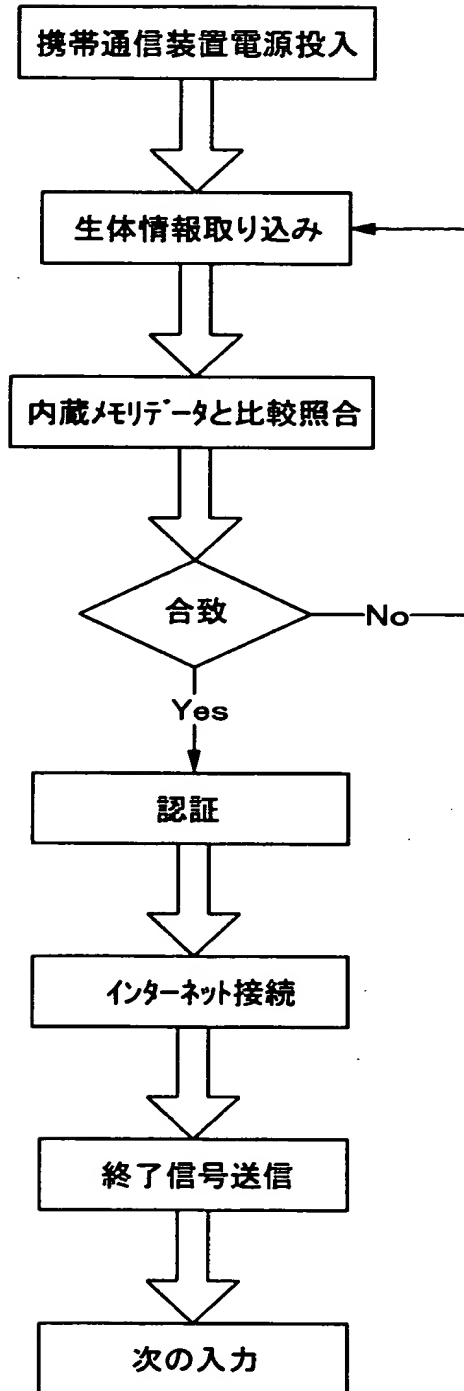 携帯通信装置電源投入
生体情報取り込み
内蔵メモリデータと比較照合
合致
No
Yes
認証
インターネット接続
終了信号送信
次の入力